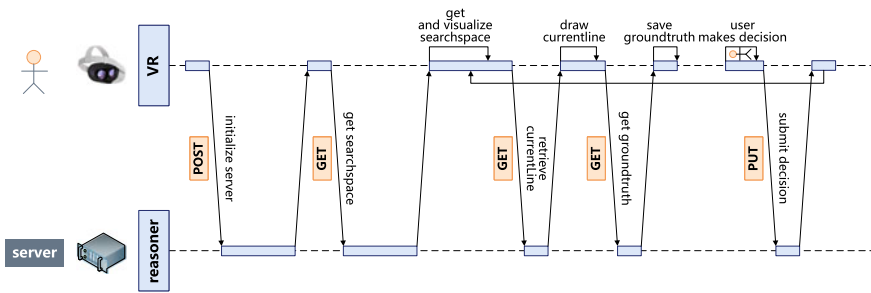 get
and visualize
searchspace
draw
currentline
save
groundtruth
user
makes decision
VR
POST
initialize server
GET
get searchspace
GET
retrieve
currentLine
GET
get groundtruth
PUT
submit decision
server
reasoner